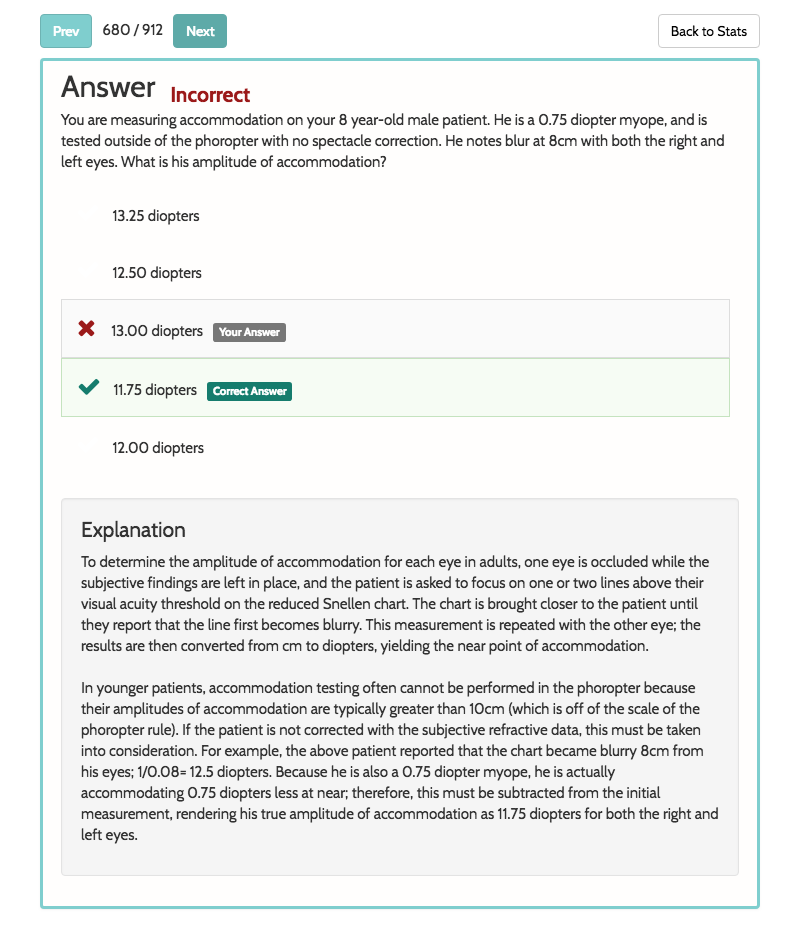 Prev 680 / 912 Next Back to Stats
Answer Incorrect
You are measuring accommodation on your 8 year-old male patient. He is a 0.75 diopter myope, and is
tested outside of the phoropter with no spectacle correction. He notes blur at 8cm with both the right and
left eyes. What is his amplitude of accommodation?
13.25 diopters
12.50 diopters
13.00 diopters Your Answer
11.75 diopters Correct Answer
12.00 diopters
Explanation
To determine the amplitude of accommodation for each eye in adults, one eye is occluded while the
subjective findings are left in place, and the patient is asked to focus on one or two lines above their
visual acuity threshold on the reduced Snellen chart. The chart is brought closer to the patient until
they report that the line first becomes blurry. This measurement is repeated with the other eye; the
results are then converted from cm to diopters, yielding the near point of accommodation.
In younger patients, accommodation testing often cannot be performed in the phoropter because
their amplitudes of accommodation are typically greater than 10cm (which is off of the scale of the
phoropter rule). If the patient is not corrected with the subjective refractive data, this must be taken
into consideration. For example, the above patient reported that the chart became blurry 8cm from
his eyes; 1/0.08= 12.5 diopters. Because he is also a 0.75 diopter myope, he is actually
accommodating 0.75 diopters less at near; therefore, this must be subtracted from the initial
measurement, rendering his true amplitude of accommodation as 11.75 diopters for both the right and
left eyes.